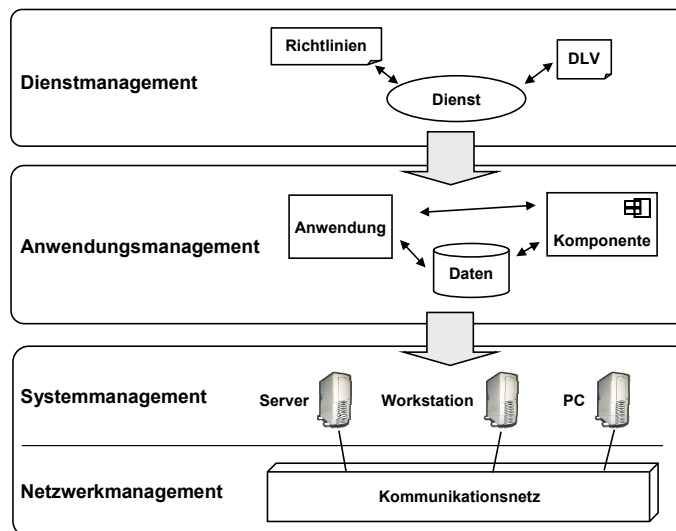 Richtlinien
DLV
Dienstmanagement
Dienst
Anwendung
Komponente
Anwendungsmanagement
Daten
Systemmanagement
Server
Workstation
PC
Netzwerkmanagement
Kommunikationsnetz